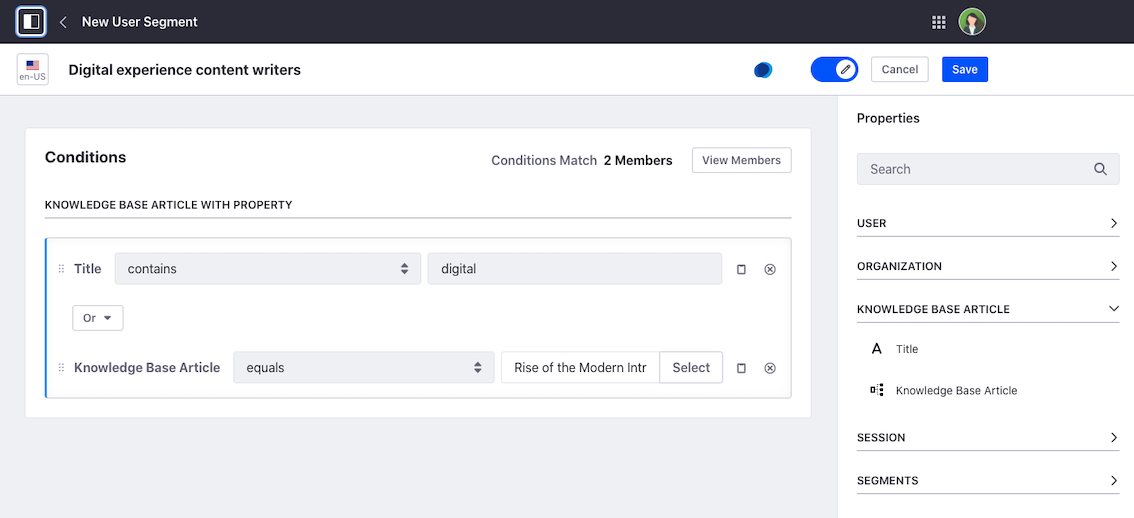 New User Segment
en-US
Digital experience content writers
Cancel
Save
Conditions
Conditions Match 2 Members
View Members
KNOWLEDGE BASE ARTICLE WITH PROPERTY
Title
contains
digital
Or
Knowledge Base Article
equals
Rise of the Modern Intr
Select
Properties
Search
USER
ORGANIZATION
KNOWLEDGE BASE ARTICLE
A Title
Knowledge Base Article
SESSION
SEGMENTS